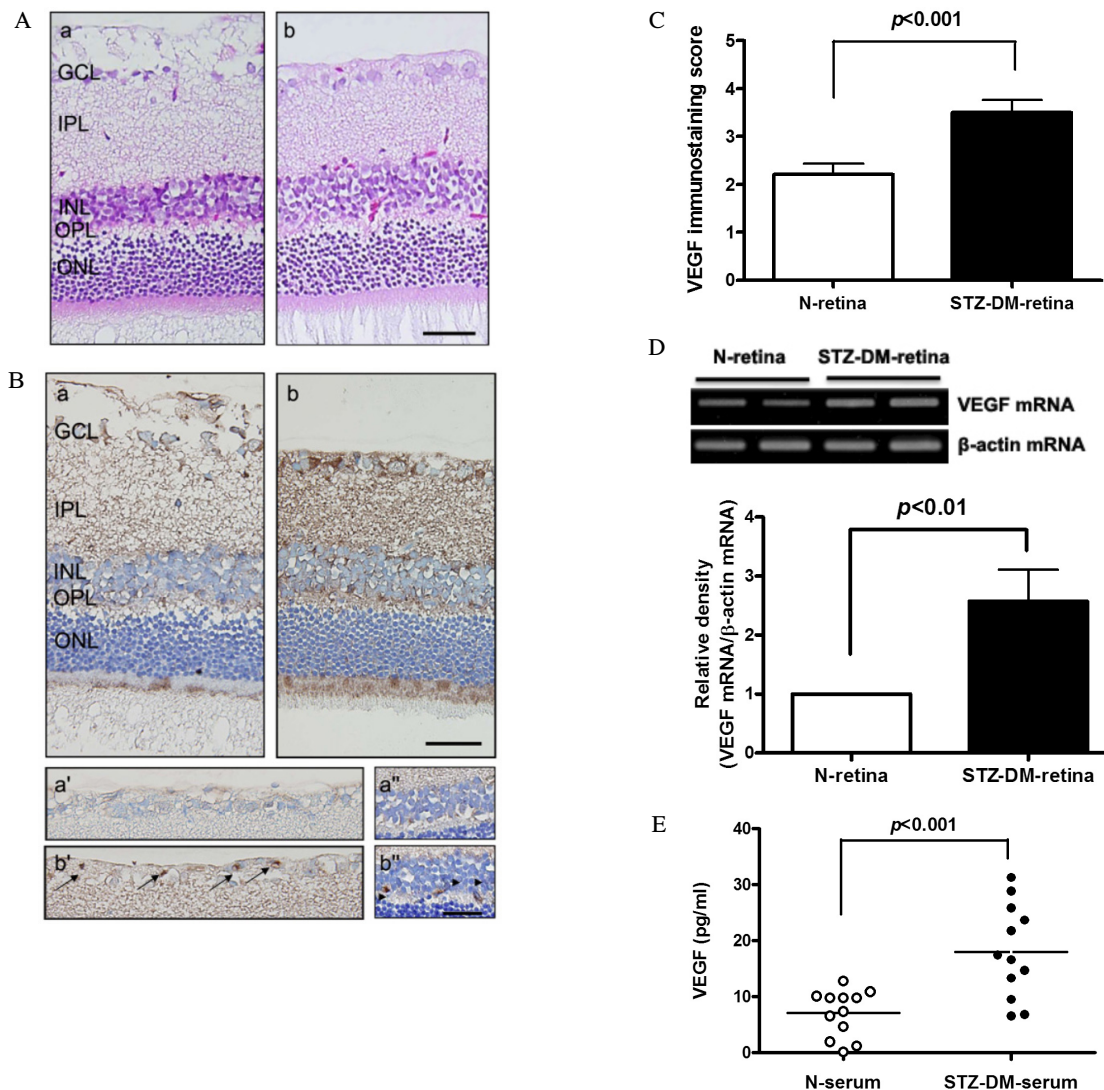 A
a
GCL
IPL
INL
OPL
ONL
b
B
a
GCL
IPL
INL
OPL
ONL
b
a'
a"
b'
b"
C
p<0.001
VEGF immunostaining score
5
4
3
2
1
0
N-retina
STZ-DM-retina
D
N-retina STZ-DM-retina
VEGF mRNA
β-actin mRNA
p<0.01
Relative density
(VEGF mRNA/β-actin mRNA)
4
3
2
1
0
N-retina
STZ-DM-retina
E
p<0.001
VEGF (pg/ml)
40
30
20
10
0
N-serum
STZ-DM-serum